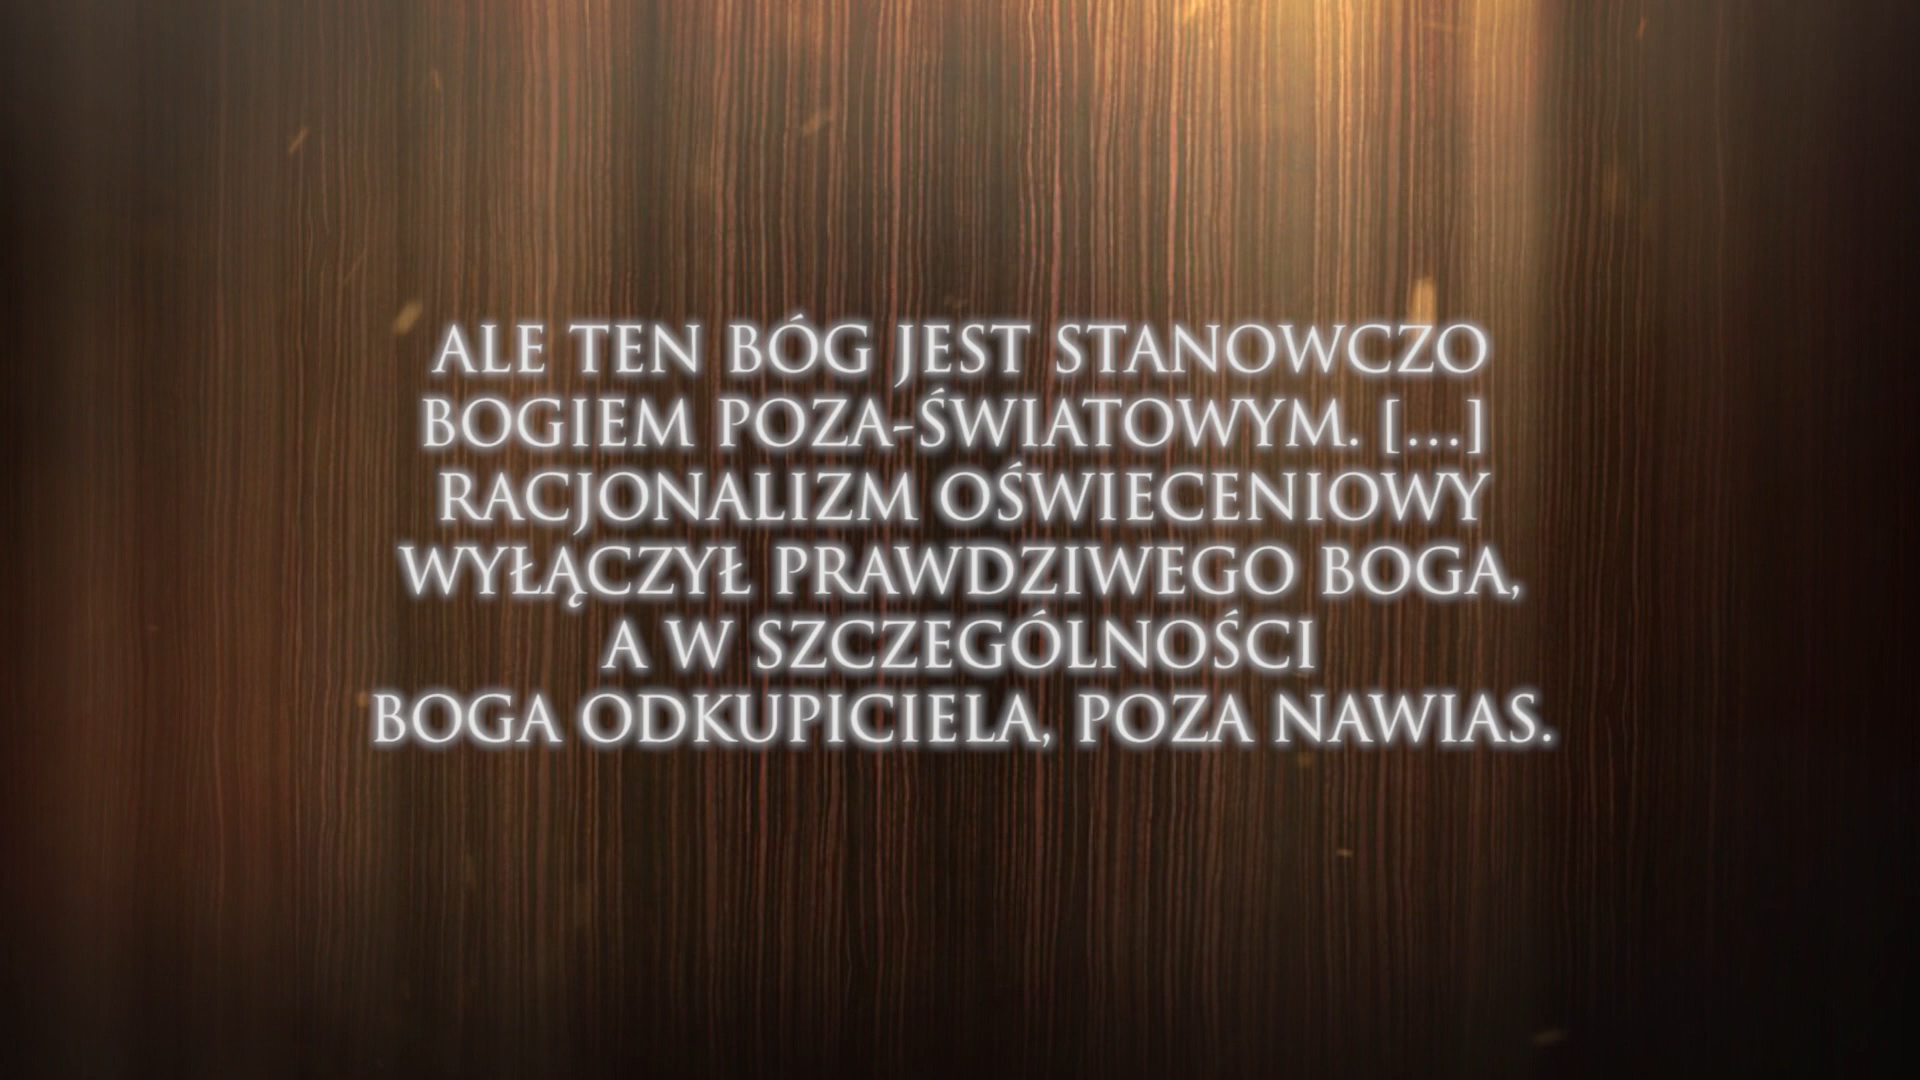 ALE TEN BÓG JEST STANOWCZO
BOGIEM POZA-ŚWIATOWYM. [...]
RACJONALIZM OŚWIECENIOWY
WYŁĄCZYŁ PRAWDZIWEGO BOGA,
A W SZCZEGÓLNOŚCI
BOGA ODKUPICIELA, POZA NAWIAS.